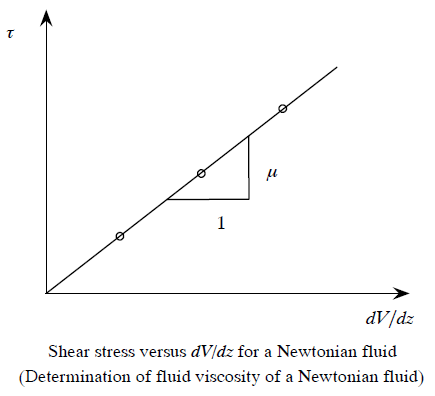 τ
μ
1
dV/dz
Shear stress versus dV/dz for a Newtonian fluid
(Determination of fluid viscosity of a Newtonian fluid)